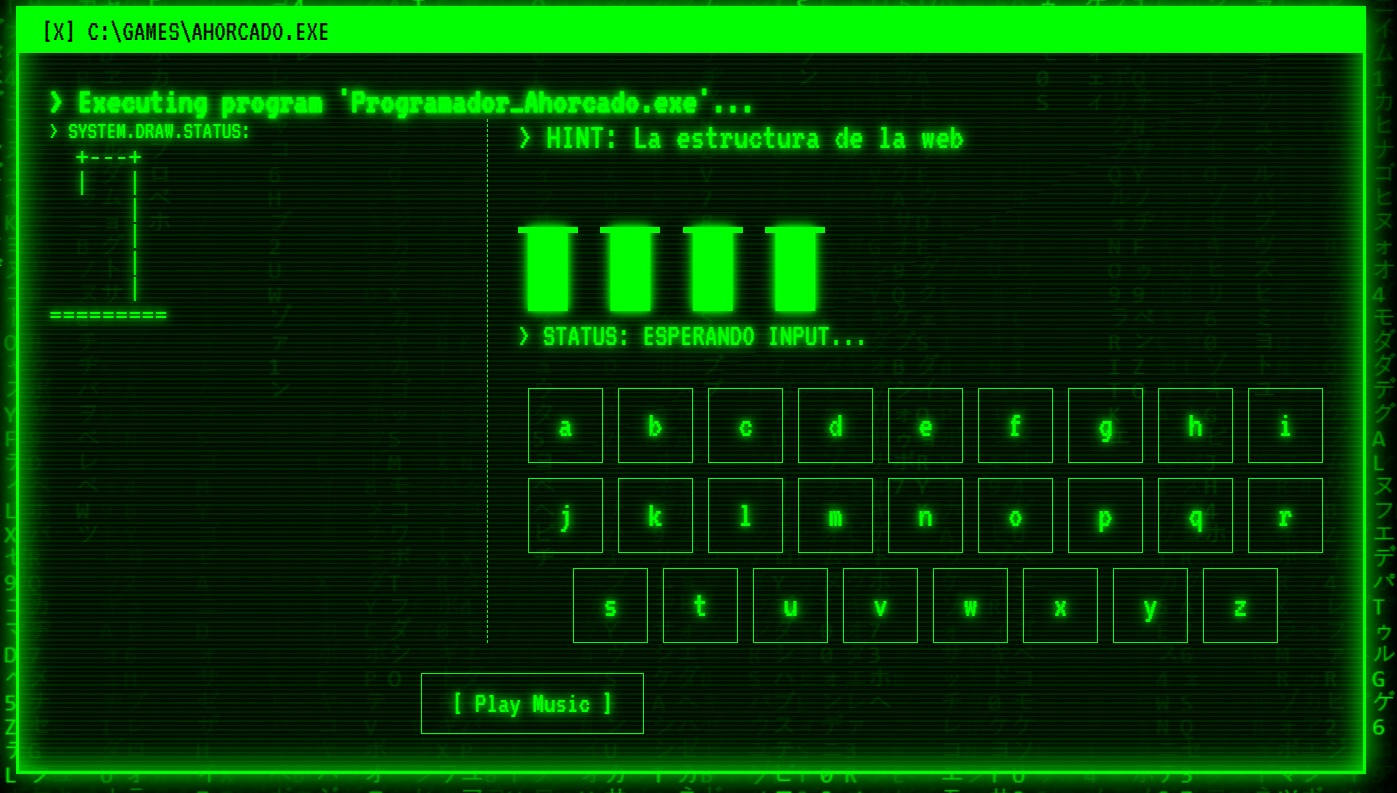 [X] C:\GAMES\AHORCADO.EXE
> Executing program 'Programador_Ahorcado.exe'...
> SYSTEM.DRAW.STATUS:
+---+
|   |
|
|
|
|
=========
> HINT: La estructura de la web
> STATUS: ESPERANDO INPUT...
a b c d e f g h i
j k l m n o p q r
s t u v w x y z
[ Play Music ]